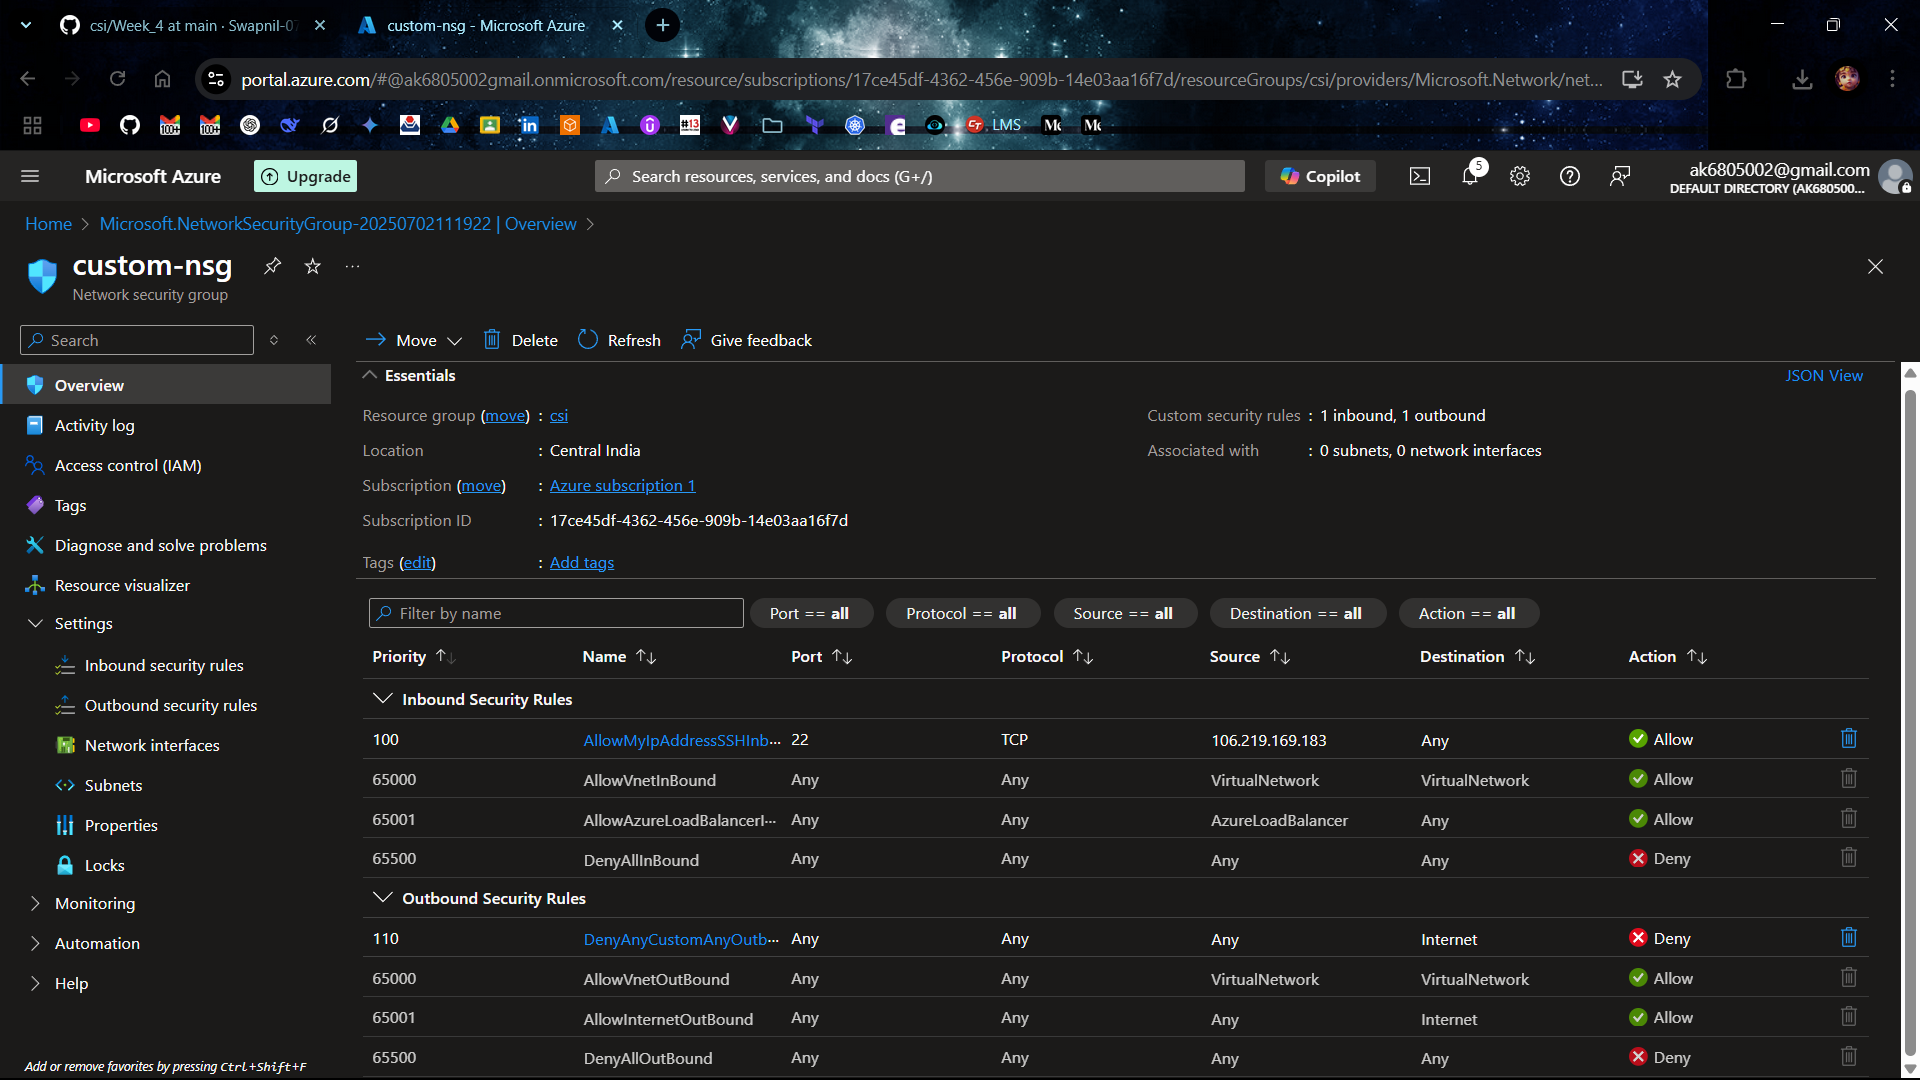 csi/Week_4 at main · Swapnil-07
custom-nsg - Microsoft Azure
portal.azure.com/#@ak6805002gmail.onmicrosoft.com/resource/subscriptions/17ce45df-4362-456e-909b-14e03aa16f7d/resourceGroups/csi/providers/Microsoft.Network/net...
LMS
Microsoft Azure
Upgrade
Search resources, services, and docs (G+/)
Copilot
5
ak6805002@gmail.com
DEFAULT DIRECTORY (AK680500...
Home > Microsoft.NetworkSecurityGroup-20250702111922 | Overview >
custom-nsg
Network security group
Search
Overview
Activity log
Access control (IAM)
Tags
Diagnose and solve problems
Resource visualizer
Settings
Inbound security rules
Outbound security rules
Network interfaces
Subnets
Properties
Locks
Monitoring
Automation
Help
Add or remove favorites by pressing Ctrl+Shift+F
Move Delete Refresh Give feedback
Essentials
JSON View
Resource group (move) : csi
Location : Central India
Subscription (move) : Azure subscription 1
Subscription ID : 17ce45df-4362-456e-909b-14e03aa16f7d
Tags (edit) : Add tags
Custom security rules : 1 inbound, 1 outbound
Associated with : 0 subnets, 0 network interfaces
Filter by name
Port == all
Protocol == all
Source == all
Destination == all
Action == all
Priority Name Port Protocol Source Destination Action
Inbound Security Rules
100 AllowMyIpAddressSSHInb... 22 TCP 106.219.169.183 Any Allow
65000 AllowVnetInBound Any Any VirtualNetwork VirtualNetwork Allow
65001 AllowAzureLoadBalancerI... Any Any AzureLoadBalancer Any Allow
65500 DenyAllInBound Any Any Any Any Deny
Outbound Security Rules
110 DenyAnyCustomAnyOutb... Any Any Any Internet Deny
65000 AllowVnetOutBound Any Any VirtualNetwork VirtualNetwork Allow
65001 AllowInternetOutBound Any Any Any Internet Allow
65500 DenyAllOutBound Any Any Any Any Deny